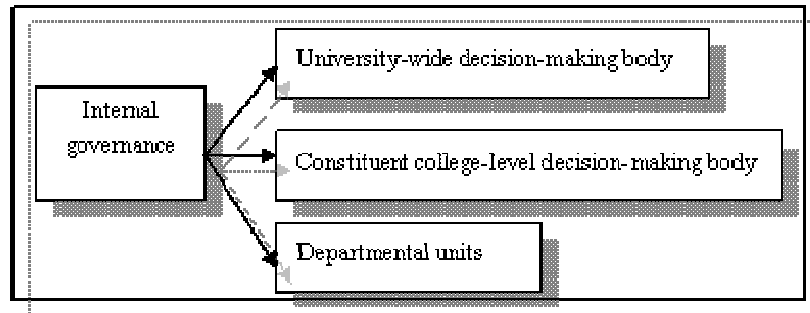 University-wide decision-making body
Internal
governance
Constituent college-level decision-making body
Departmental units